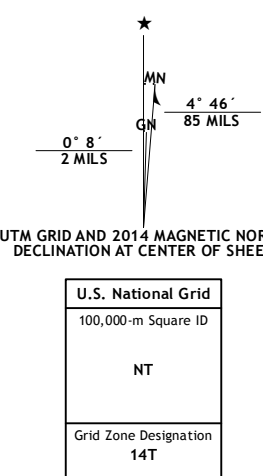 ★
MN
4° 46´
85 MILS
GN
0° 8´
2 MILS
UTM GRID AND 2014 MAGNETIC NOR
DECLINATION AT CENTER OF SHEE
U.S. National Grid
100,000-m Square ID
NT
Grid Zone Designation
14T